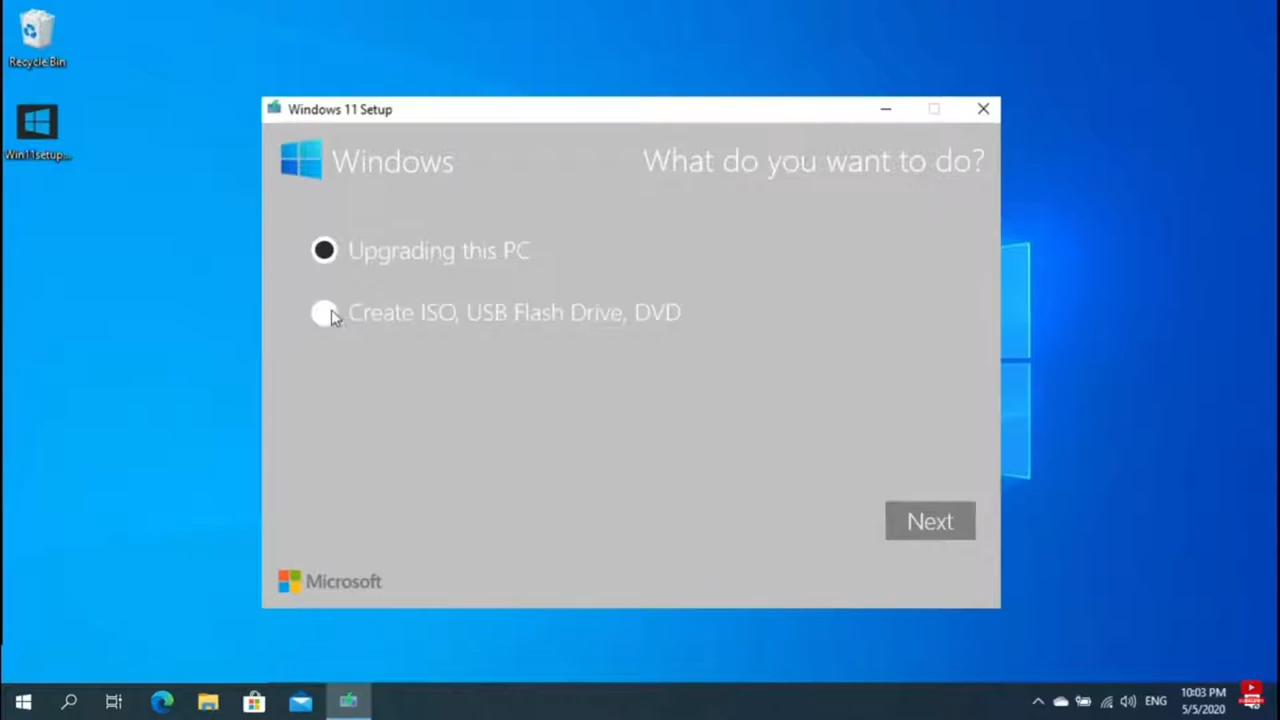 Recycle Bin
Win11setup...
Windows 11 Setup
Windows
What do you want to do?
Upgrading this PC
Create ISO, USB Flash Drive, DVD
Next
Microsoft
ENG
10:03 PM
5/5/2020